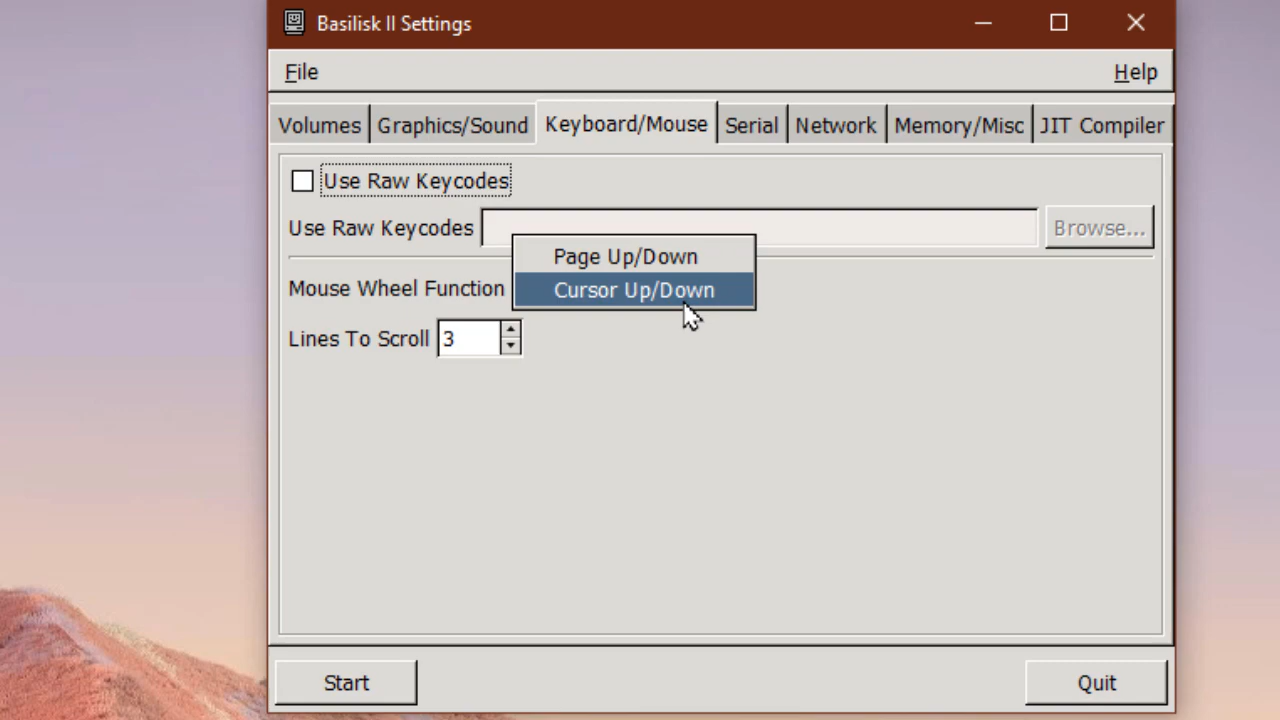 Basilisk II Settings
File Help
Volumes Graphics/Sound Keyboard/Mouse Serial Network Memory/Misc JIT Compiler
Use Raw Keycodes
Use Raw Keycodes Browse...
Page Up/Down
Mouse Wheel Function Cursor Up/Down
Lines To Scroll 3
Start Quit